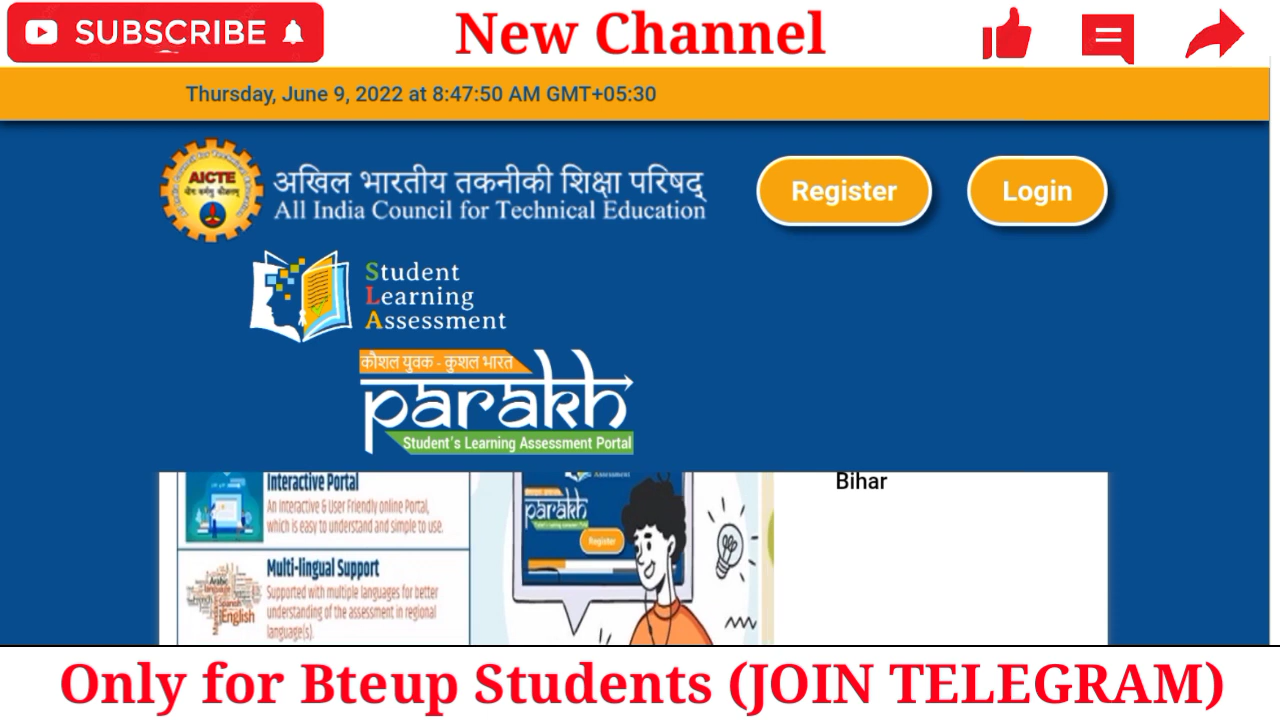 SUBSCRIBE
New Channel
Thursday, June 9, 2022 at 8:47:50 AM GMT+05:30
AICTE
अखिल भारतीय तकनीकी शिक्षा परिषद्
All India Council for Technical Education
Register
Login
Student
Learning
Assessment
कौशल युवक - कुशल भारत
parakh
Student's Learning Assessment Portal
Interactive Portal
An Interactive & User Friendly online Portal,
which is easy to understand and simple to use.
parakh
Register
Bihar
Multi-lingual Support
Supported with multiple languages for better
understanding of the assessment in regional
language(s).
Arabic
Spanish
English
Only for Bteup Students (JOIN TELEGRAM)